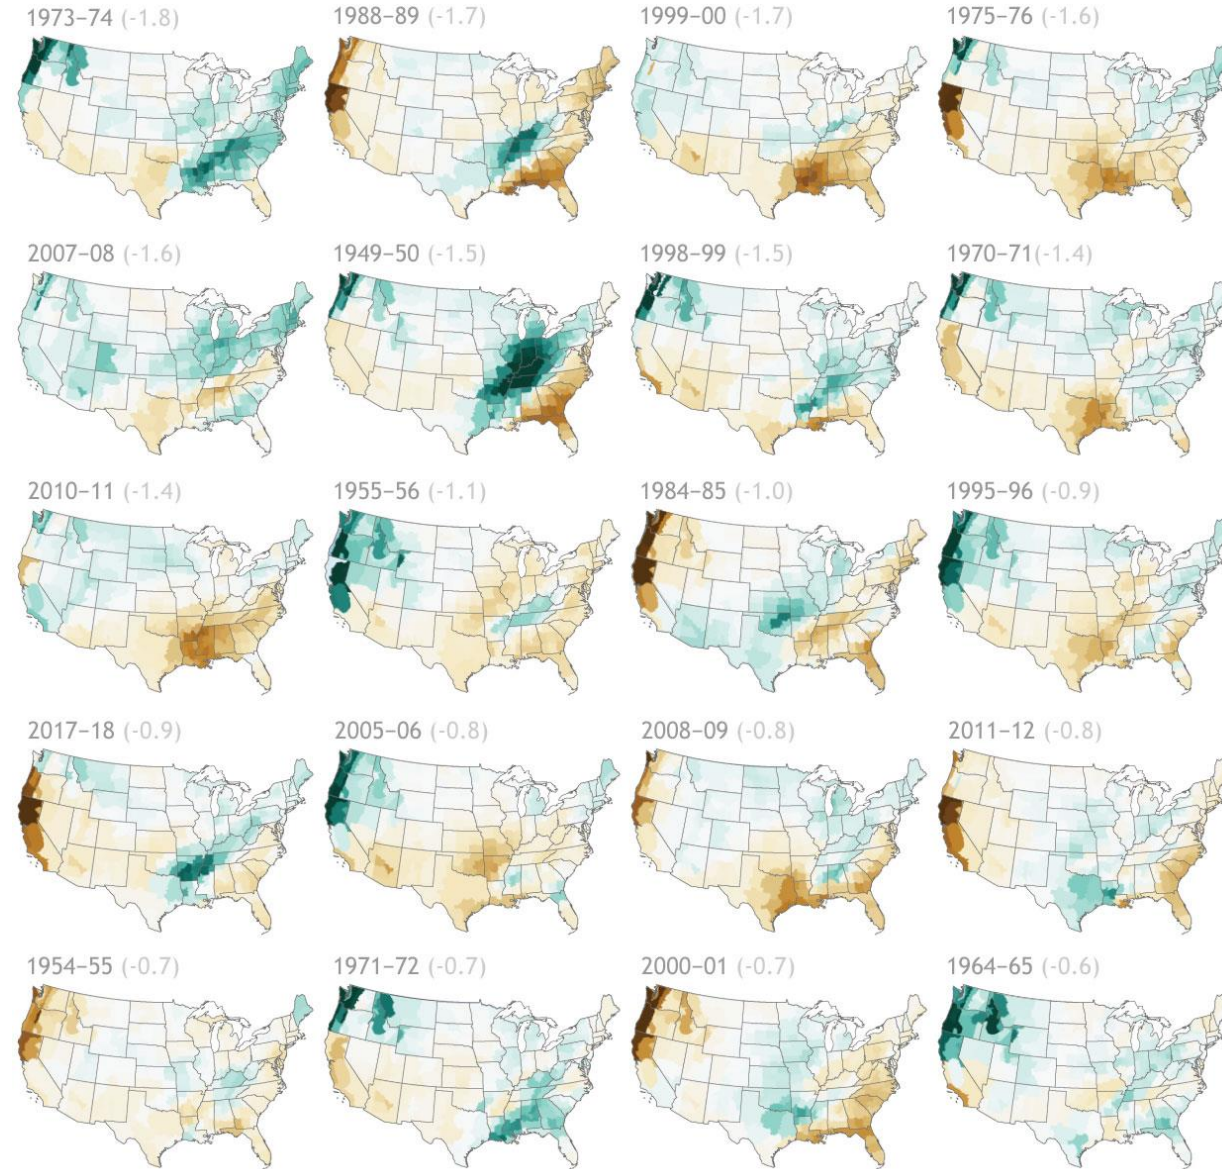 1973–74 (-1.8) 1988–89 (-1.7) 1999–00 (-1.7) 1975–76 (-1.6)
2007–08 (-1.6) 1949–50 (-1.5) 1998–99 (-1.5) 1970–71(-1.4)
2010–11 (-1.4) 1955–56 (-1.1) 1984–85 (-1.0) 1995–96 (-0.9)
2017–18 (-0.9) 2005–06 (-0.8) 2008–09 (-0.8) 2011–12 (-0.8)
1954–55 (-0.7) 1971–72 (-0.7) 2000–01 (-0.7) 1964–65 (-0.6)